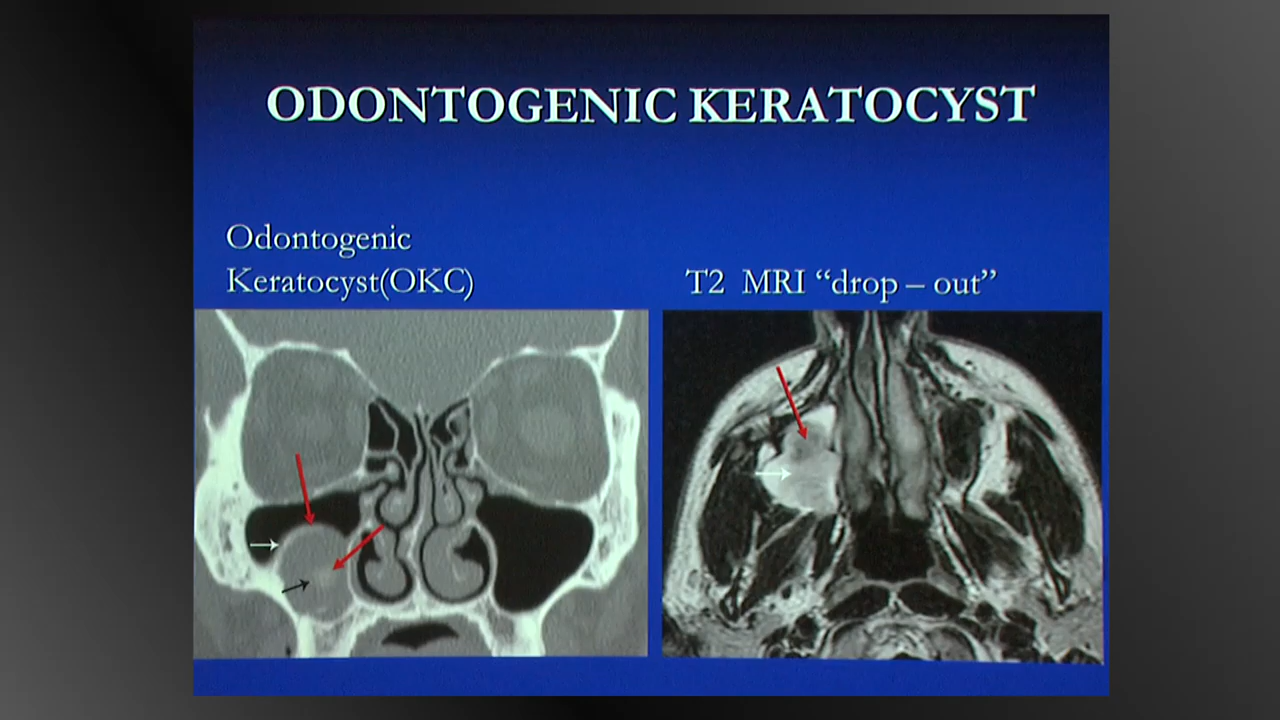 ODONTOGENIC KERATOCYST
Odontogenic
Keratocyst(OKC)
T2 MRI “drop – out”